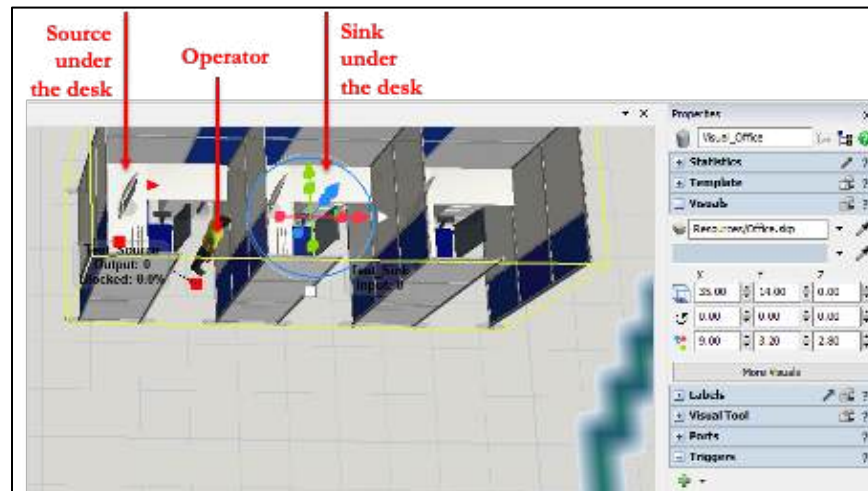 Source
under
the desk
Operator
Sink
under
the desk
Properties
Visual_Office
Statistics
Template
Visuals
Resources/Office.skp
X Y Z
35.00 14.00 0.00
0.00 0.00 0.00
9.00 3.20 2.80
More Visuals
Labels
Visual Tool
Ports
Triggers
Output: 0
Blocked: 0.0%
Input: 0